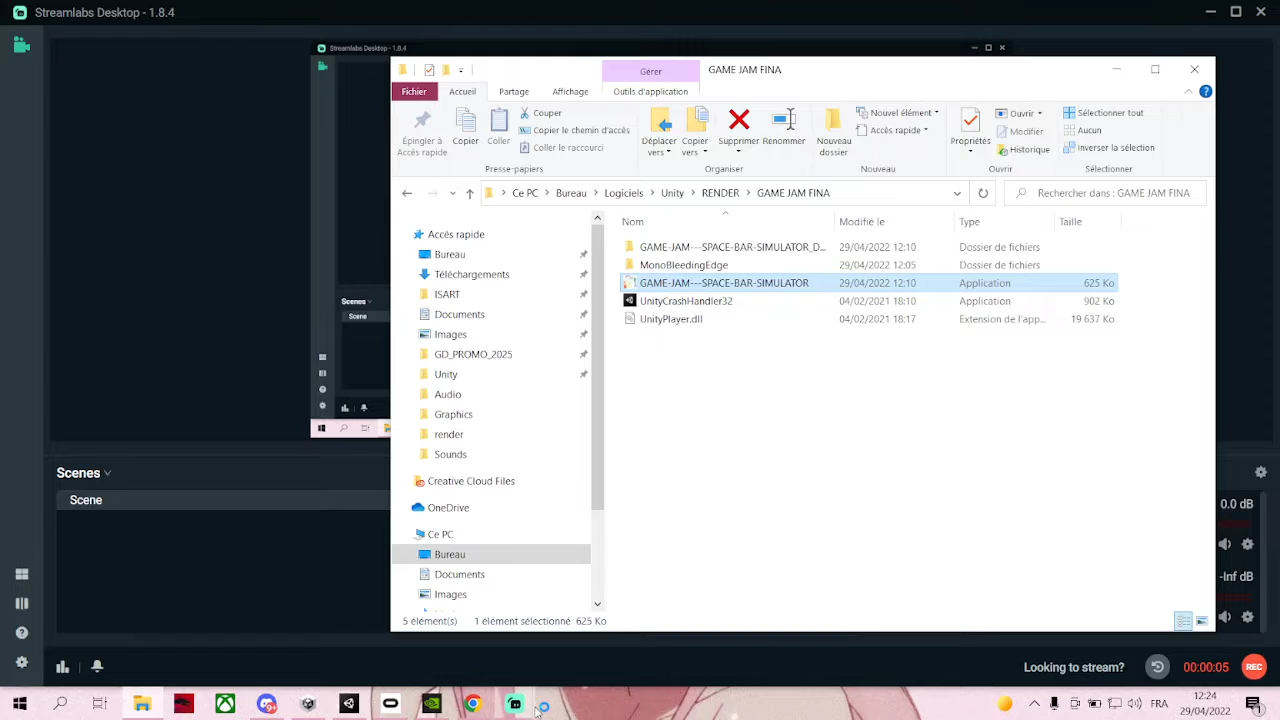 Streamlabs Desktop - 1.8.4
Streamlabs Desktop - 1.8.4
Gérer
GAME JAM FINA
Fichier
Accueil
Partage
Affichage
Outils d'application
Épingler à
Accès rapide
Copier
Coller
Couper
Copier le chemin d'accès
Coller le raccourci
Presse-papiers
Déplacer
vers
Copier
vers
Supprimer
Renommer
Organiser
Nouveau
dossier
Nouvel élément
Accès rapide
Nouveau
Propriétés
Ouvrir
Modifier
Historique
Ouvrir
Sélectionner tout
Aucun
Inverser la sélection
Sélectionner
Ce PC
Bureau
Logiciels
Unity
RENDER
GAME JAM FINA
Rechercher dans : GAME JAM FINA
Nom
Modifié le
Type
Taille
GAME-JAM---SPACE-BAR-SIMULATOR_D... 29/04/2022 12:10 Dossier de fichiers
MonoBleedingEdge 29/04/2022 12:05 Dossier de fichiers
GAME-JAM---SPACE-BAR-SIMULATOR 29/04/2022 12:10 Application 625 Ko
UnityCrashHandler32 04/02/2021 18:10 Application 902 Ko
UnityPlayer.dll 04/02/2021 18:17 Extension de l'app... 19 637 Ko
Accès rapide
Bureau
Téléchargements
ISART
Documents
Images
GD_PROMO_2025
Unity
Audio
Graphics
render
Sounds
Creative Cloud Files
OneDrive
Ce PC
Bureau
Documents
Images
5 élément(s)
1 élément sélectionné 625 Ko
Scenes
Scene
Scenes
Scene
0.0 dB
-Inf dB
Looking to stream?
00:00:05
REC
FRA
12:24
29/04/2022